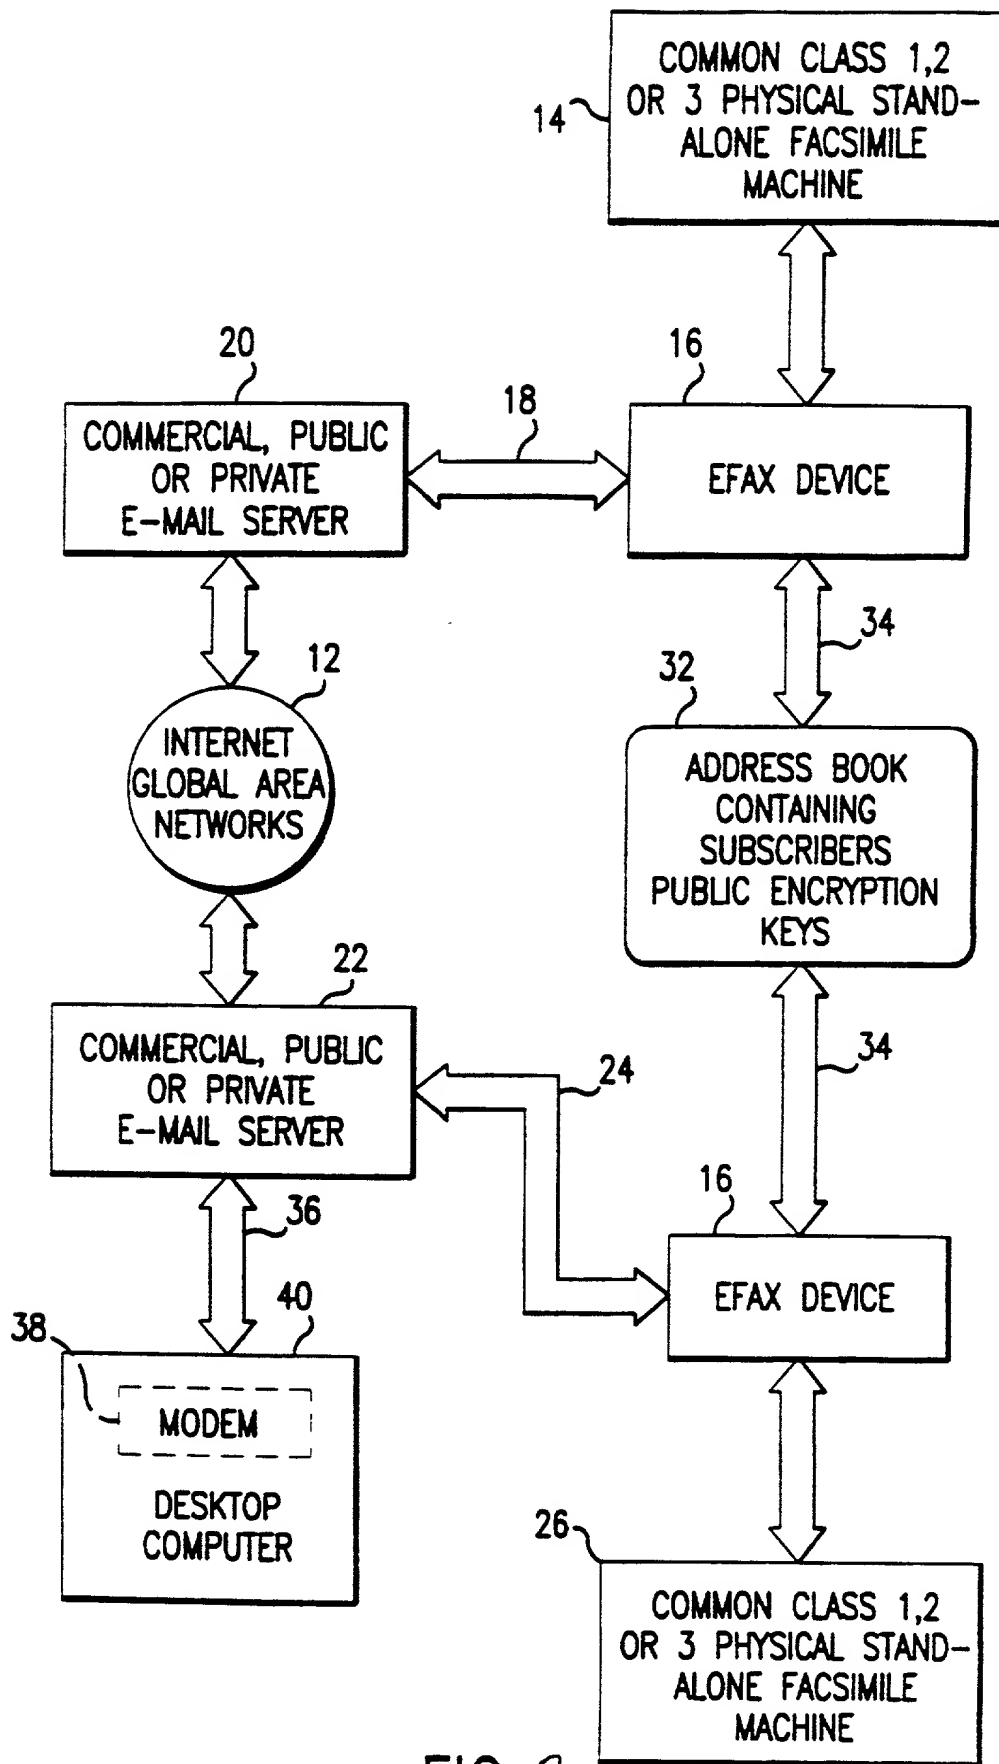 COMMON CLASS 1,2
OR 3 PHYSICAL STAND-
ALONE FACSIMILE
MACHINE
14
20
16
18
COMMERCIAL, PUBLIC
OR PRIVATE
E-MAIL SERVER
EFAX DEVICE
34
12
32
INTERNET
GLOBAL AREA
NETWORKS
ADDRESS BOOK
CONTAINING
SUBSCRIBERS
PUBLIC ENCRYPTION
KEYS
22
COMMERCIAL, PUBLIC
OR PRIVATE
E-MAIL SERVER
24
34
16
36
EFAX DEVICE
38
40
MODEM
DESKTOP
COMPUTER
26
COMMON CLASS 1,2
OR 3 PHYSICAL STAND-
ALONE FACSIMILE
MACHINE